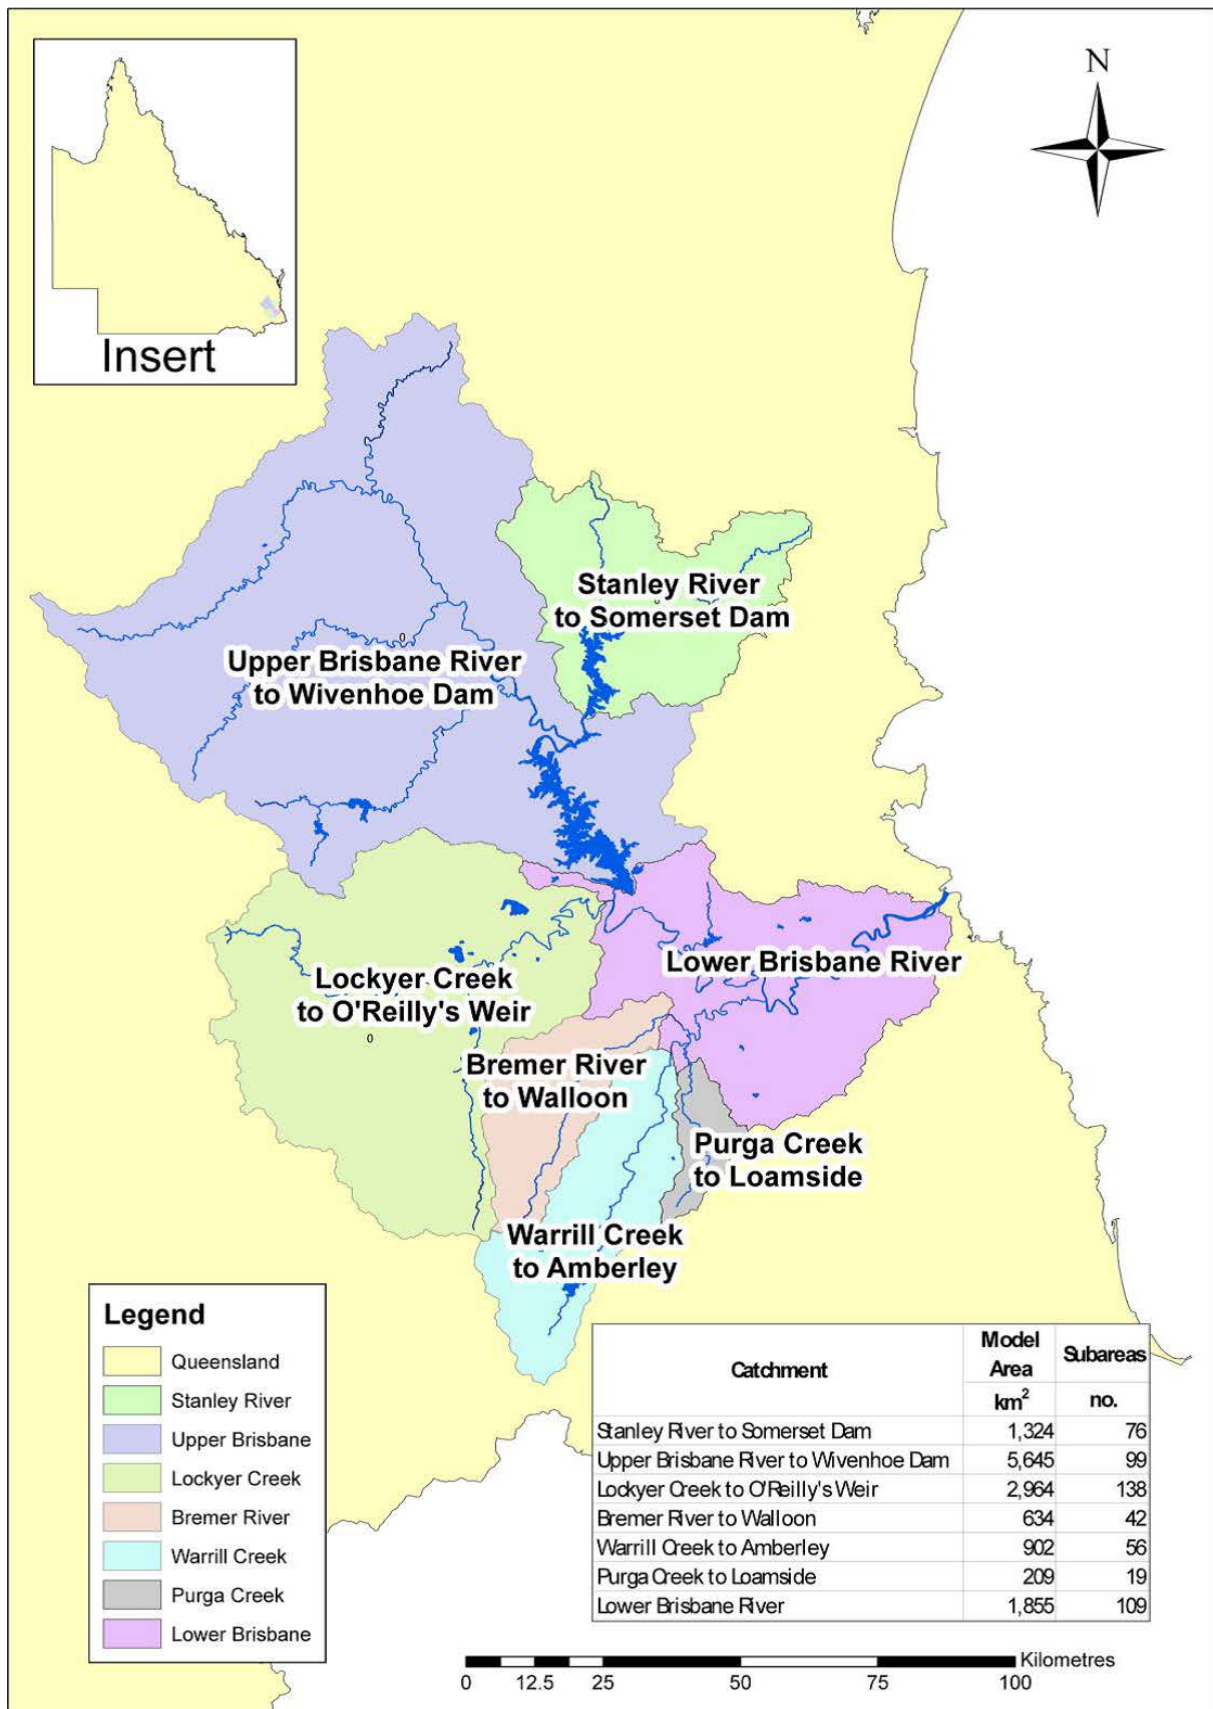 N
Insert
Stanley River
to Somerset Dam
0
Upper Brisbane River
to Wivenhoe Dam
Lower Brisbane River
Lockyer Creek
to O'Reilly's Weir
0
Bremer River
to Walloon
Purga Creek
to Loamside
Warrill Creek
to Amberley
Legend
Queensland
Stanley River
Upper Brisbane
Lockyer Creek
Bremer River
Warrill Creek
Purga Creek
Lower Brisbane
Catchment Model Area Subareas
km² no.
Stanley River to Somerset Dam 1,324 76
Upper Brisbane River to Wivenhoe Dam 5,645 99
Lockyer Creek to O'Reilly's Weir 2,964 138
Bremer River to Walloon 634 42
Warrill Creek to Amberley 902 56
Purga Creek to Loamside 209 19
Lower Brisbane River 1,855 109
Kilometres
0 12.5 25 50 75 100